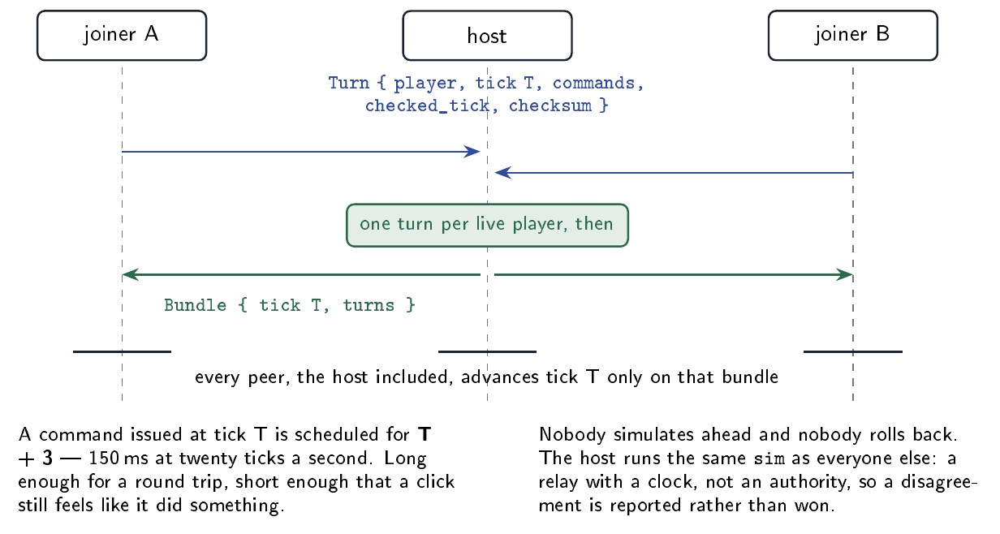 joiner A
host
joiner B
Turn { player, tick T, commands,
checked_tick, checksum }
one turn per live player, then
Bundle { tick T, turns }
every peer, the host included, advances tick T only on that bundle
A command issued at tick T is scheduled for T
+ 3 — 150 ms at twenty ticks a second. Long
enough for a round trip, short enough that a click
still feels like it did something.
Nobody simulates ahead and nobody rolls back.
The host runs the same sim as everyone else: a
relay with a clock, not an authority, so a disagree-
ment is reported rather than won.